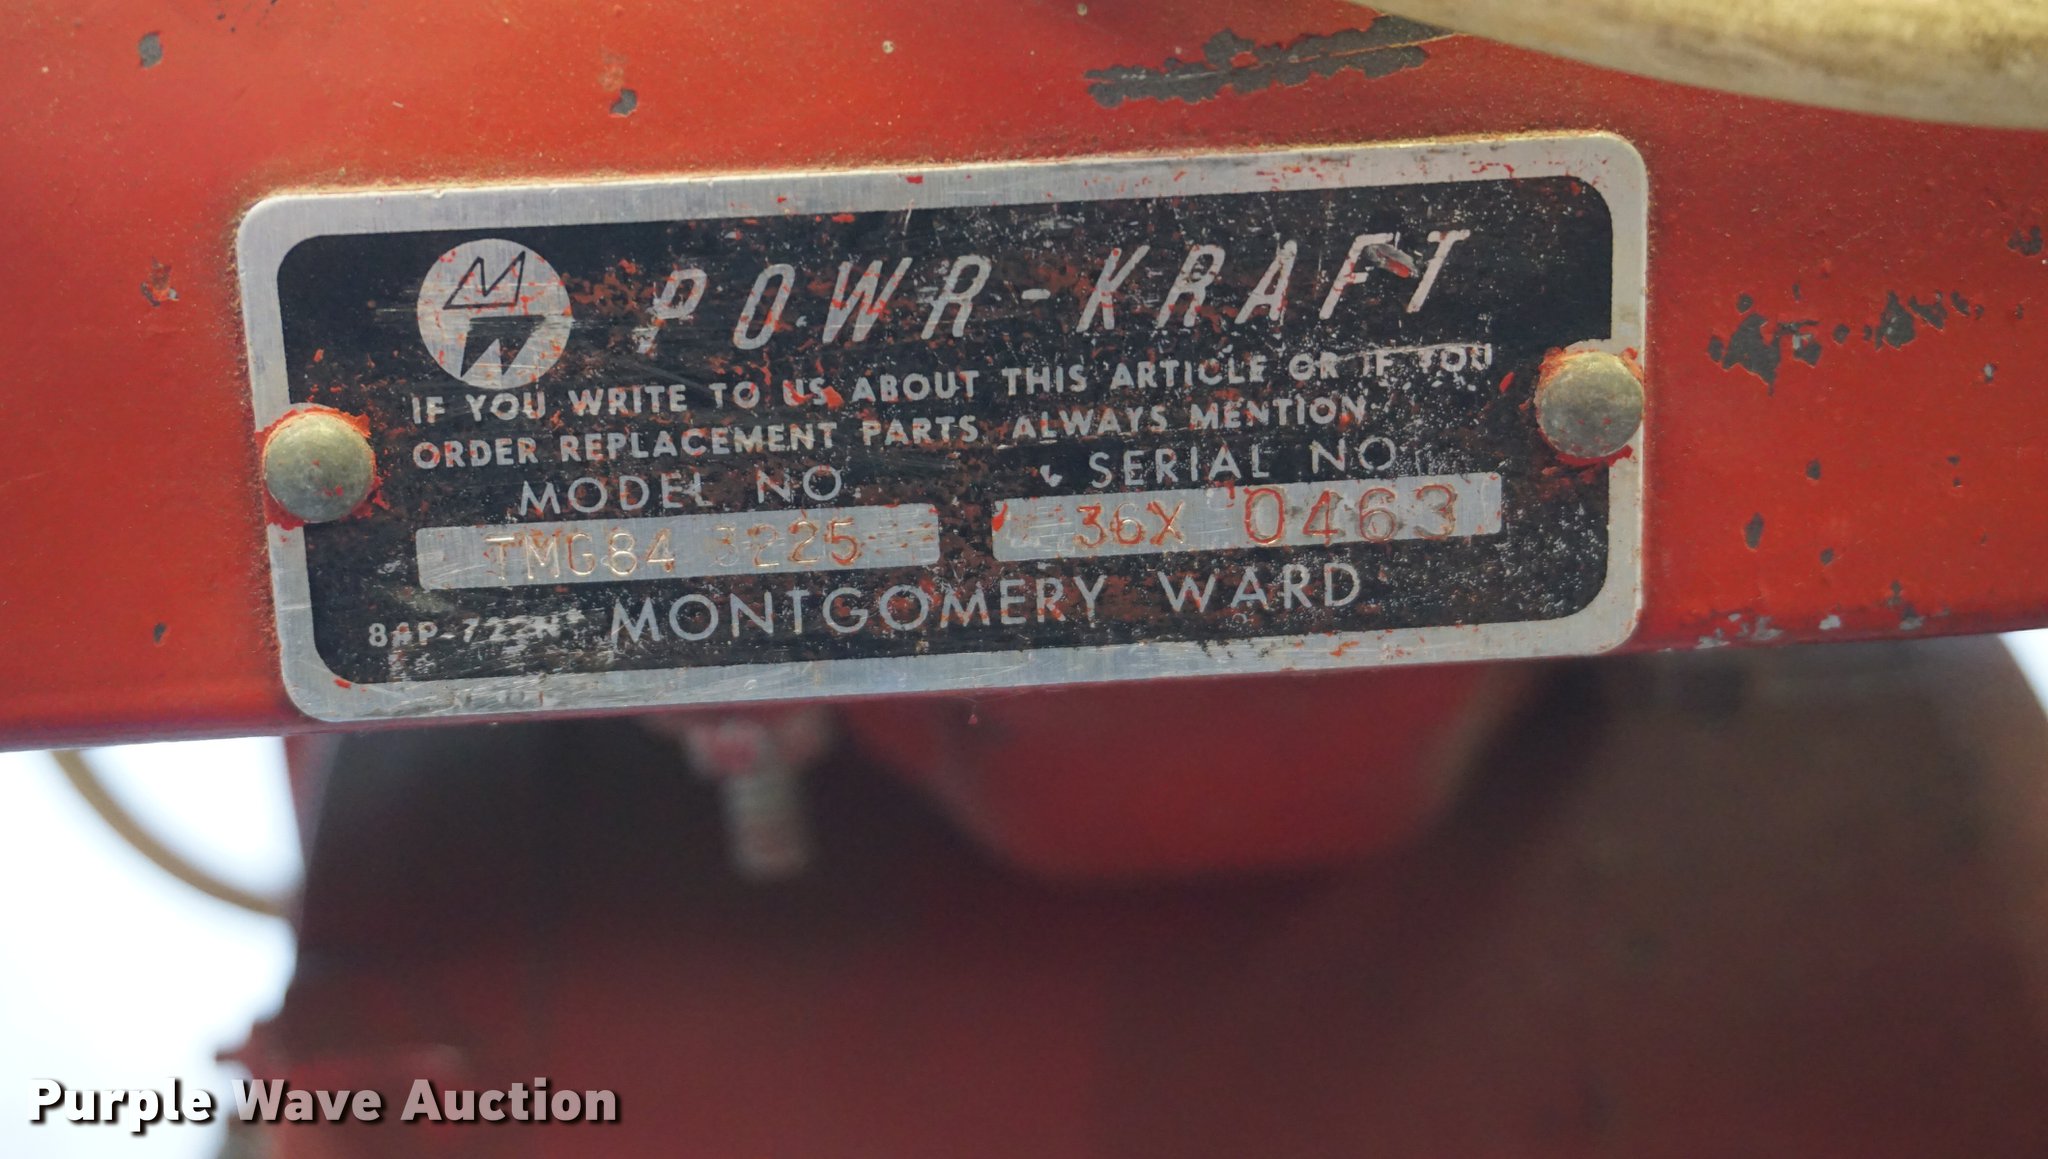 POWR-KRAFT
IF YOU WRITE TO US ABOUT THIS ARTICLE OR IF YOU
ORDER REPLACEMENT PARTS, ALWAYS MENTION
MODEL NO. SERIAL NO.
TMG84 3225 36X 0463
MONTGOMERY WARD
Purple Wave Auction